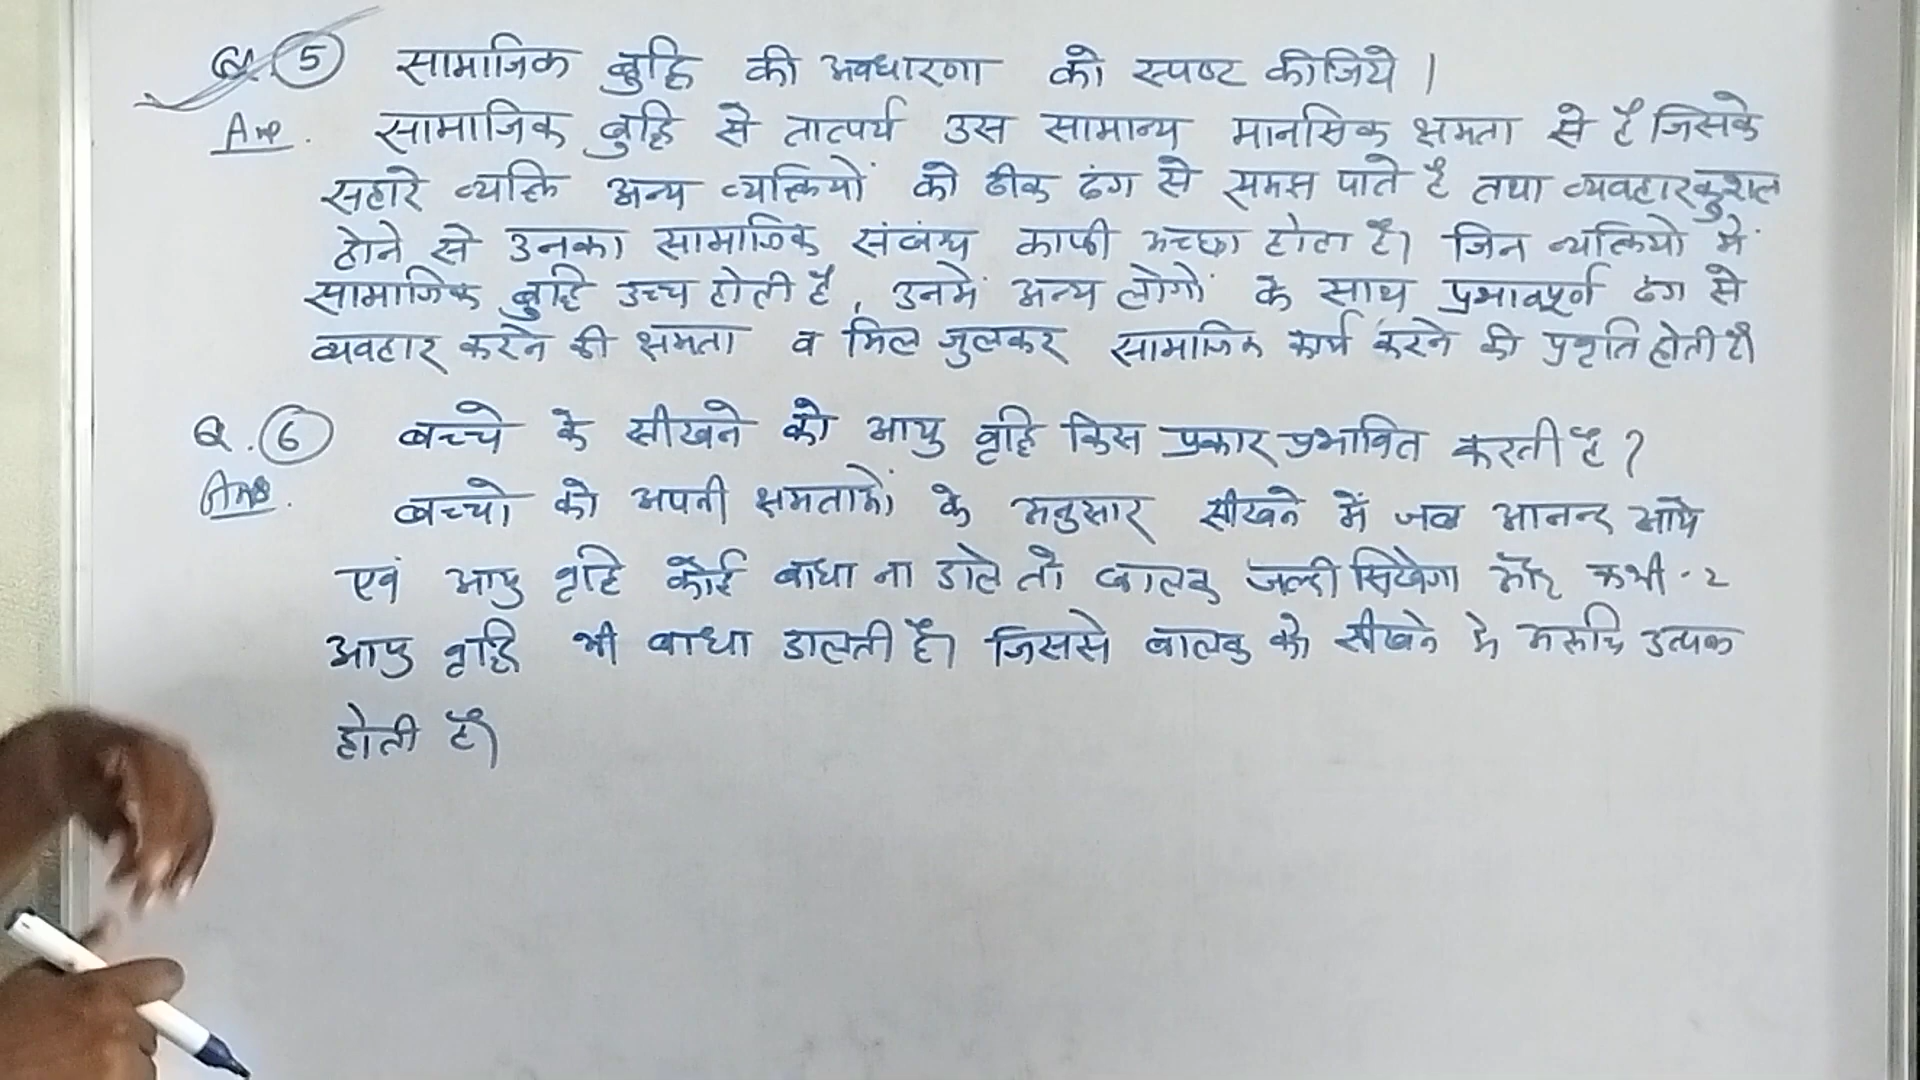 Q. 5 सामाजिक बुद्धि की अवधारणा को स्पष्ट कीजिये।
Ans. सामाजिक बुद्धि से तात्पर्य उस सामान्य मानसिक क्षमता से है जिसके
सहारे व्यक्ति अन्य व्यक्तियों को ठीक ढंग से समझ पाते है तथा व्यवहारकुशल
होने से उनका सामाजिक संबंध काफी अच्छा होता है। जिन व्यक्तियो में
सामाजिक बुद्धि उच्च होती है, उनमें अन्य लोगों के साथ प्रभावपूर्ण ढंग से
व्यवहार करने की क्षमता व मिल जुलकर सामाजिक कार्य करने की प्रवृति होती है।
Q. 6 बच्चे के सीखने को आयु वृद्धि किस प्रकार प्रभावित करती है?
Ans. बच्चो को अपनी क्षमताओं के अनुसार सीखने में जब आनन्द आये
एवं आयु वृद्धि कोई बाधा ना डाले तो बालक जल्दी सिखेगा और कभी-2
आयु वृद्धि भी बाधा डालती है। जिससे बालक को सीखने मे अरूचि उत्पन्न
होती है।